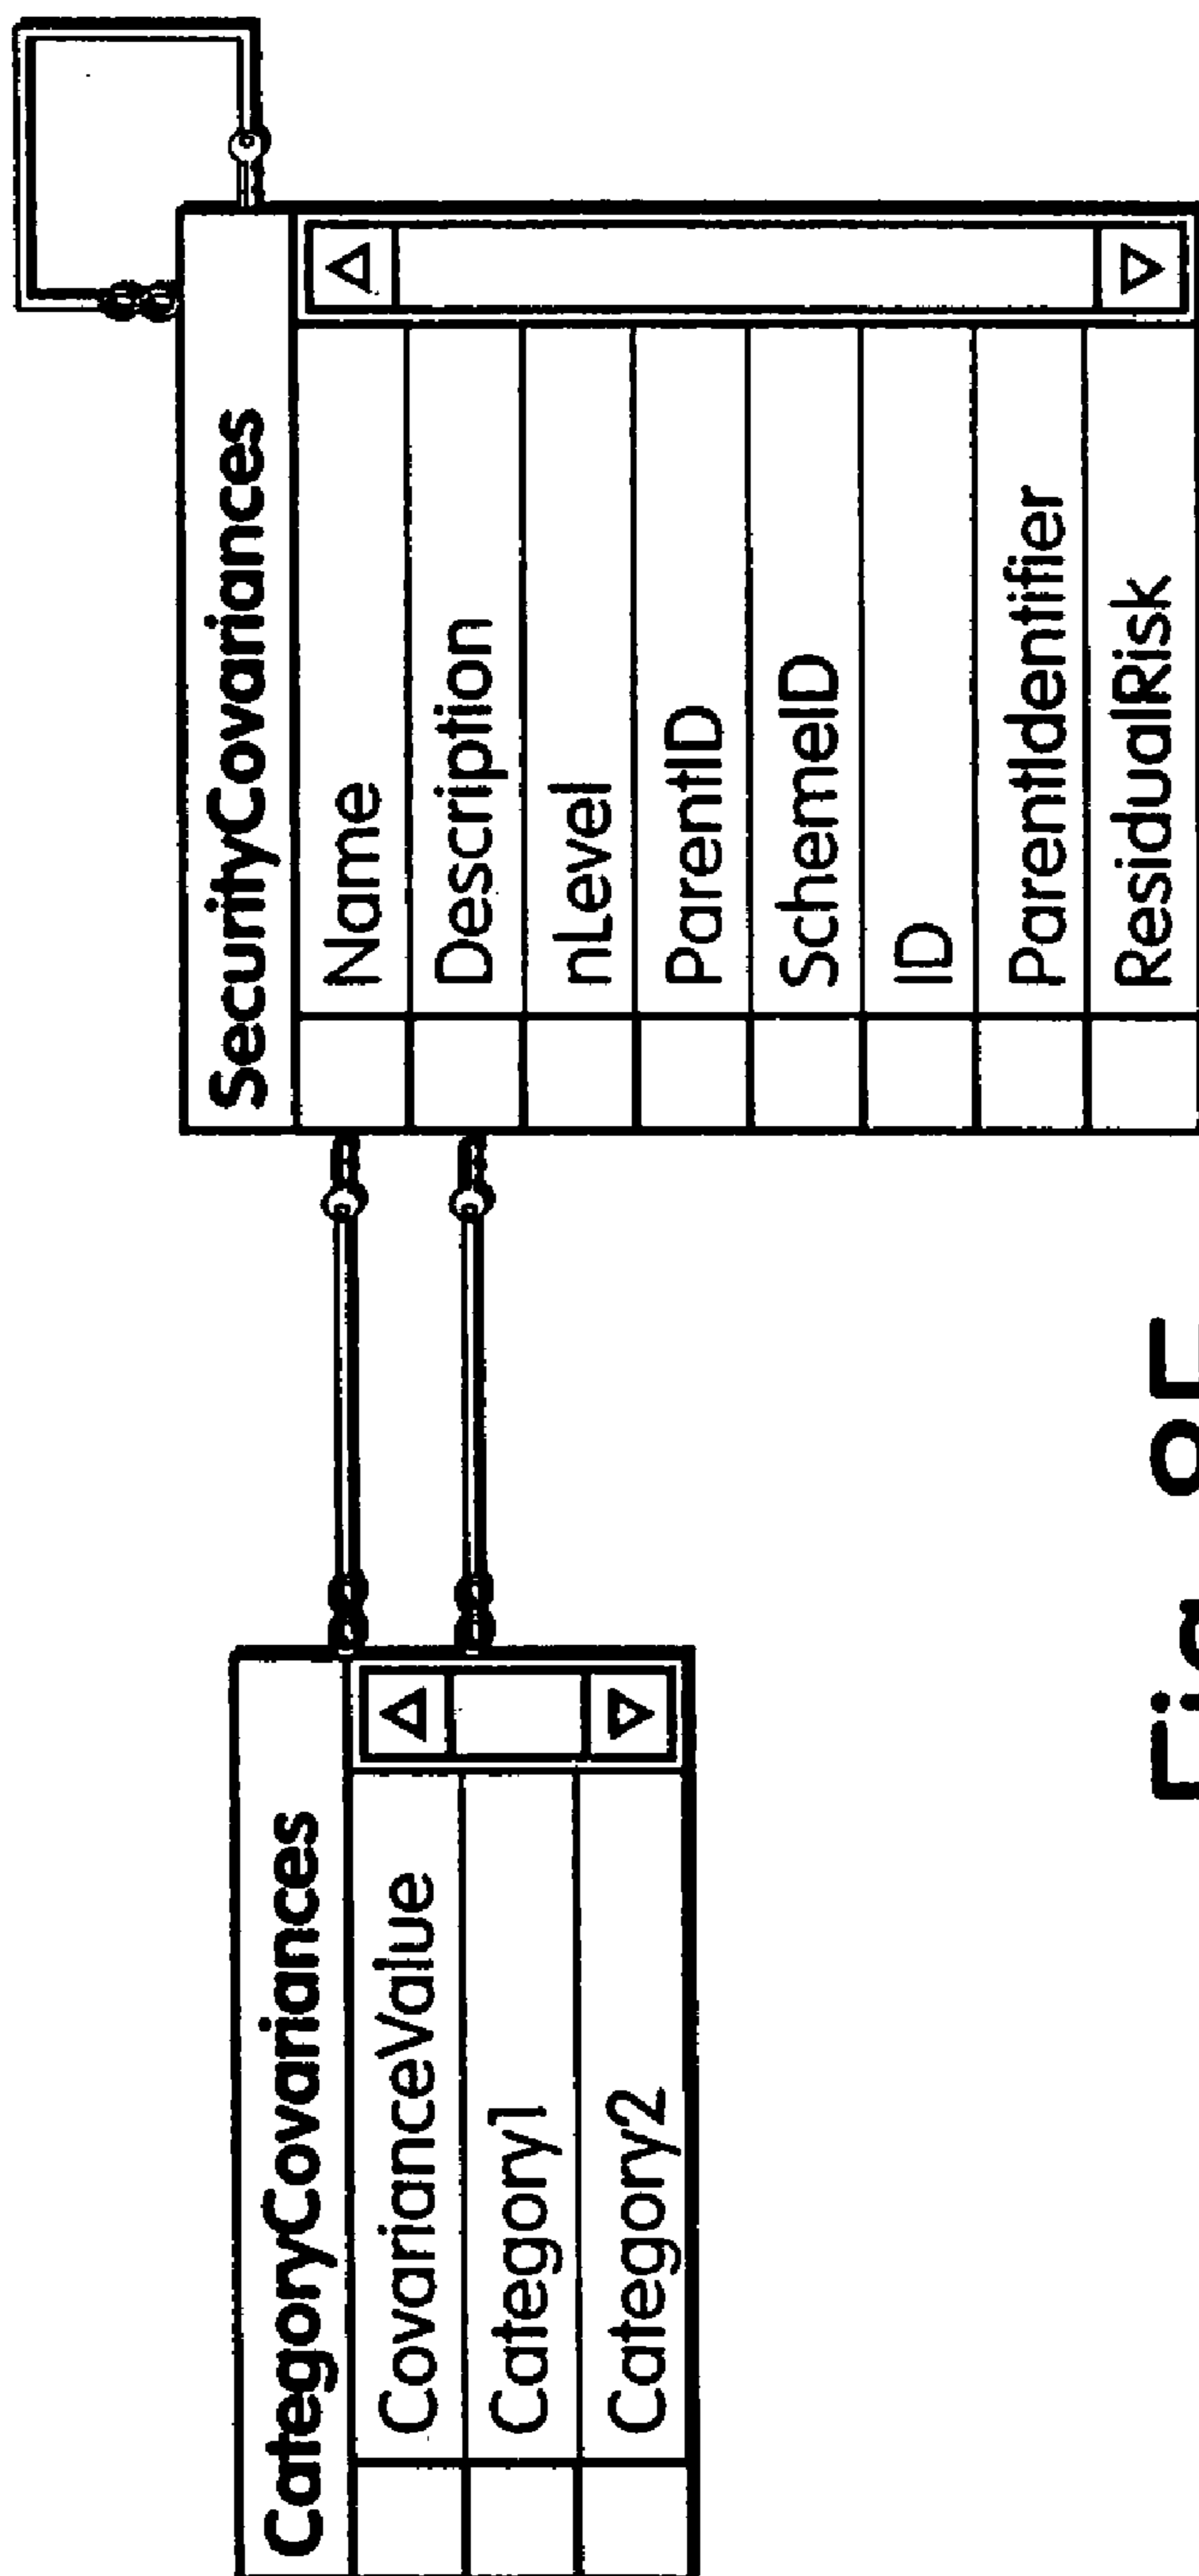 CategoryCovariances
CovarianceValue
Category1
Category2
SecurityCovariances
Name
Description
nLevel
ParentID
SchemeID
ID
ParentIdentifier
ResidualRisk